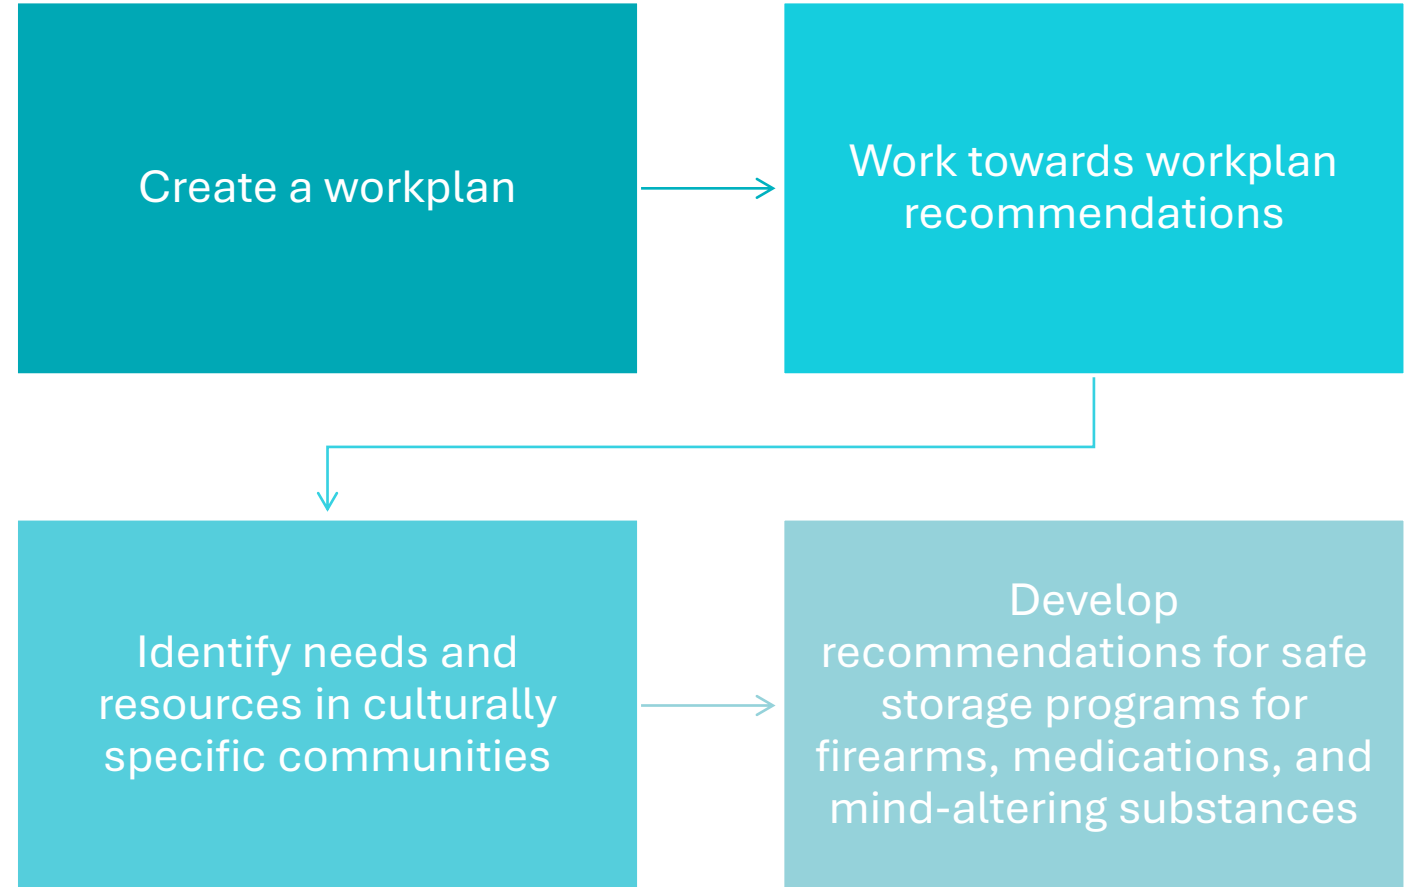 Create a workplan
Work towards workplan
recommendations
Identify needs and
resources in culturally
specific communities
Develop
recommendations for safe
storage programs for
firearms, medications, and
mind-altering substances